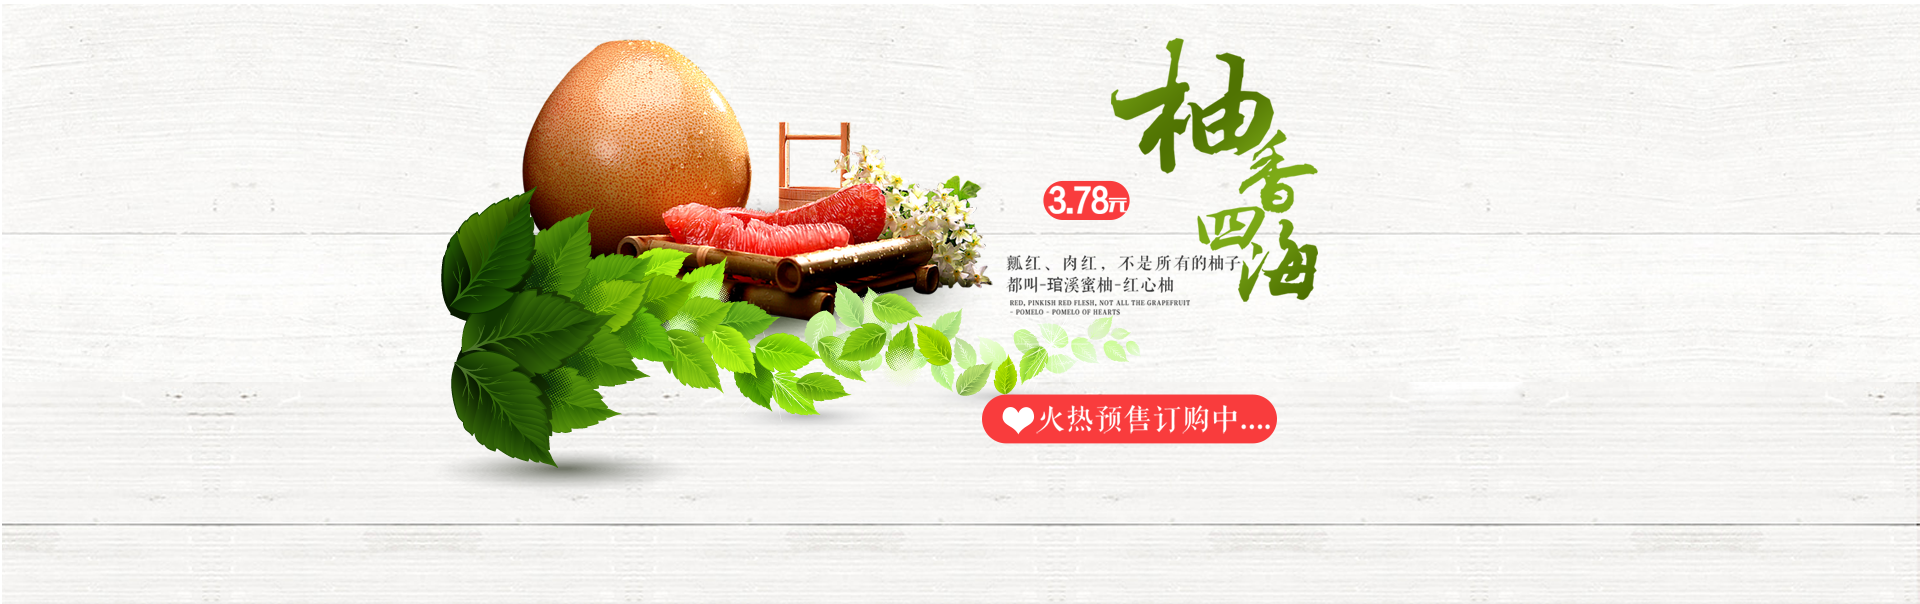 柚香四海
3.78元
瓤红、肉红，不是所有的柚子
都叫-琯溪蜜柚-红心柚
RED, PINKISH RED FLESH, NOT ALL THE GRAPEFRUIT
- POMELO - POMELO OF HEARTS
火热预售订购中....